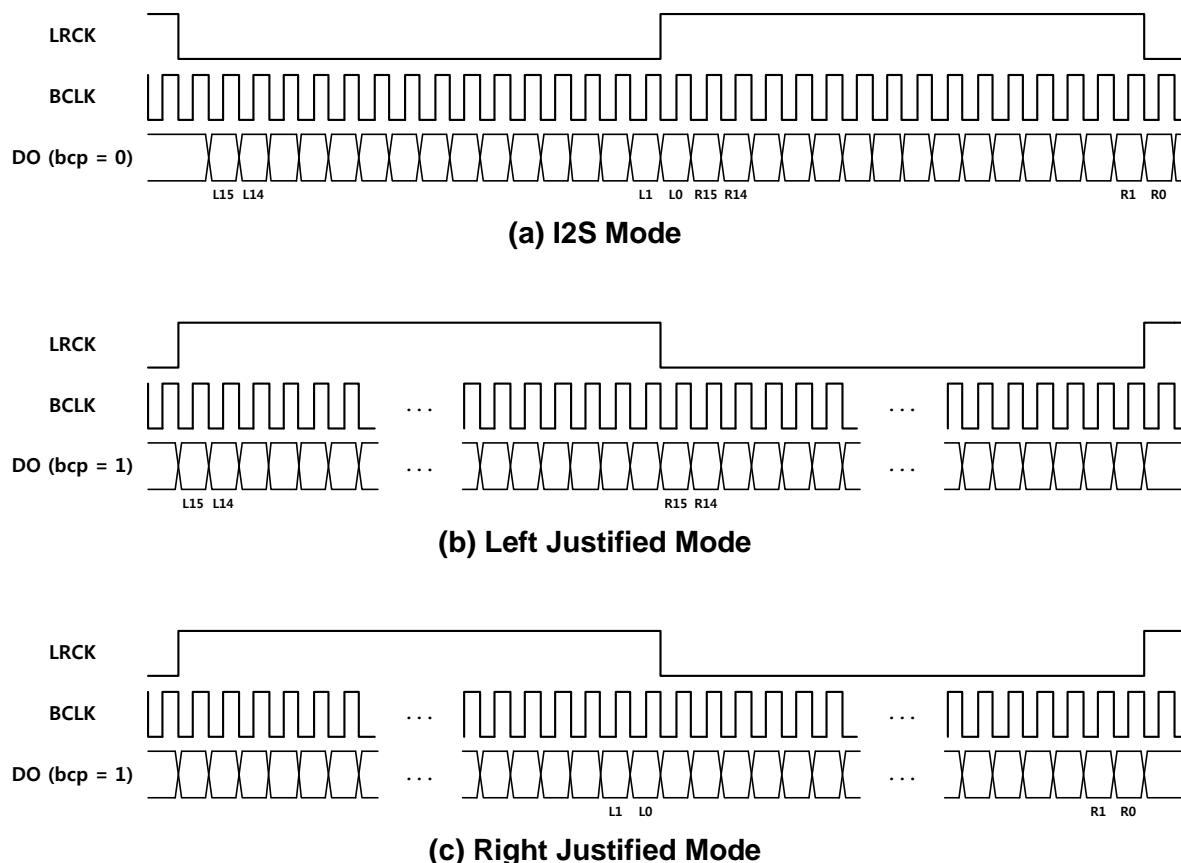 LRCK
BCLK
DO (bcp = 0)
L15 L14 L1 L0 R15 R14 R1 R0
(a) I2S Mode
LRCK
BCLK
... ...
DO (bcp = 1)
... ...
L15 L14 R15 R14
(b) Left Justified Mode
LRCK
BCLK
... ...
DO (bcp = 1)
... ...
L1 L0 R1 R0
(c) Right Justified Mode